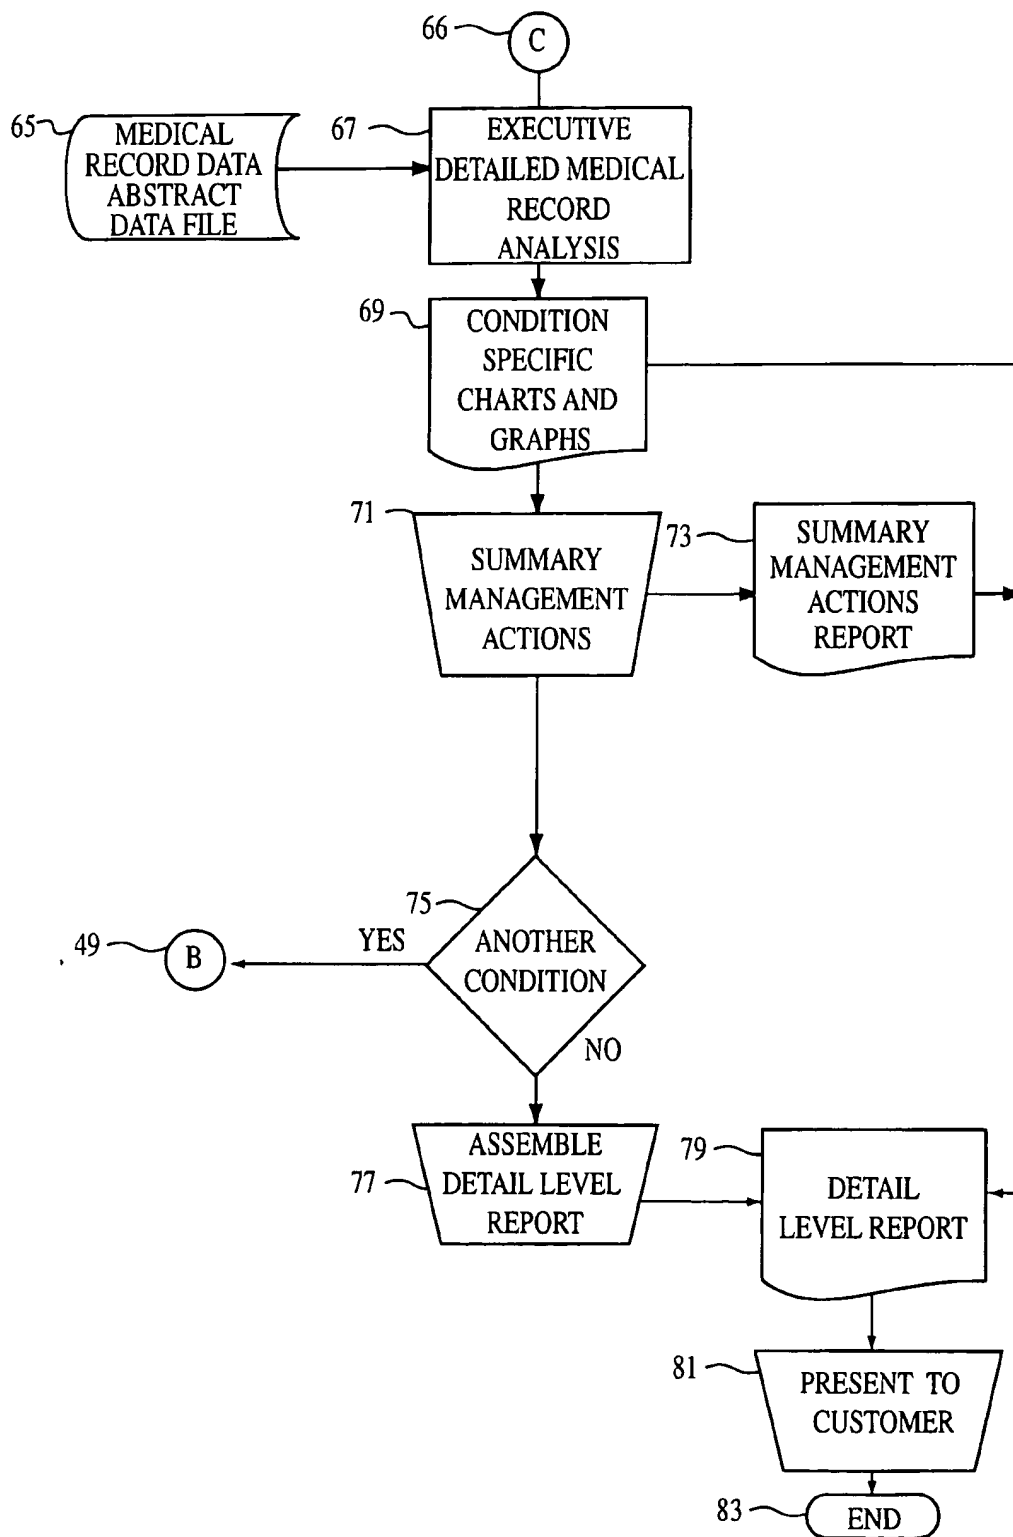 66
C
65
MEDICAL
RECORD DATA
ABSTRACT
DATA FILE
67
EXECUTIVE
DETAILED MEDICAL
RECORD
ANALYSIS
69
CONDITION
SPECIFIC
CHARTS AND
GRAPHS
71
SUMMARY
MANAGEMENT
ACTIONS
73
SUMMARY
MANAGEMENT
ACTIONS
REPORT
75
ANOTHER
CONDITION
YES
49
B
NO
77
ASSEMBLE
DETAIL LEVEL
REPORT
79
DETAIL
LEVEL REPORT
81
PRESENT TO
CUSTOMER
83
END